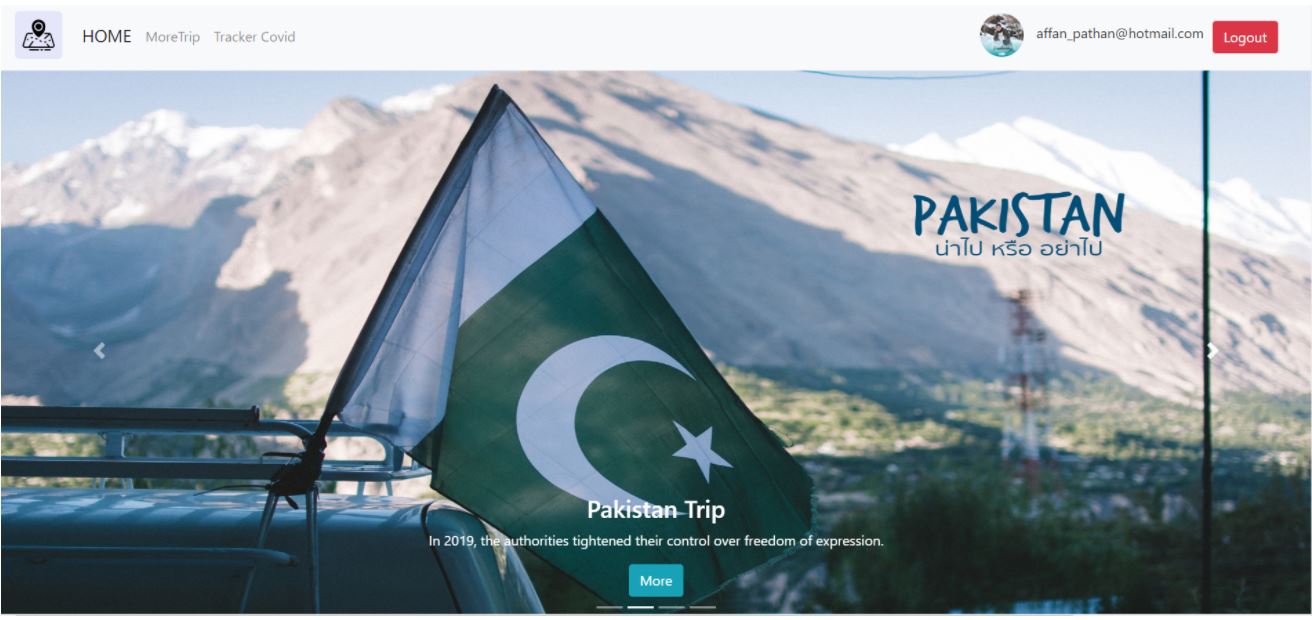 HOME MoreTrip Tracker Covid affan_pathan@hotmail.com Logout
PAKISTAN
น่าไป หรือ อย่าไป
Pakistan Trip
In 2019, the authorities tightened their control over freedom of expression.
More